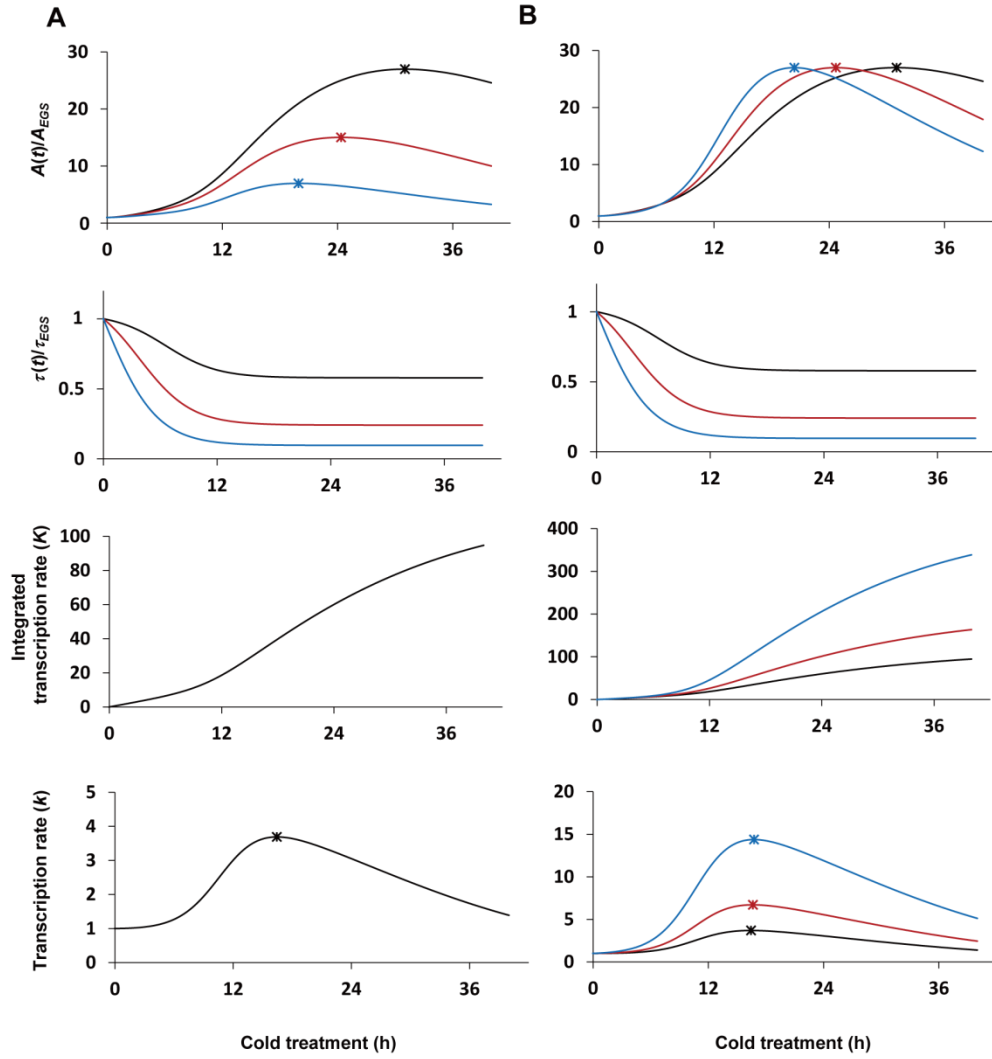 A
B
A(t)/A_EGS
30
20
10
0
0 12 24 36
30
20
10
0
0 12 24 36
τ(t)/τ_EGS
1
0.5
0
0 12 24 36
1
0.5
0
0 12 24 36
Integrated
transcription rate (K)
100
80
60
40
20
0
0 12 24 36
400
300
200
100
0
0 12 24 36
Transcription rate (k)
5
4
3
2
1
0
0 12 24 36
20
15
10
5
0
0 12 24 36
Cold treatment (h)
Cold treatment (h)